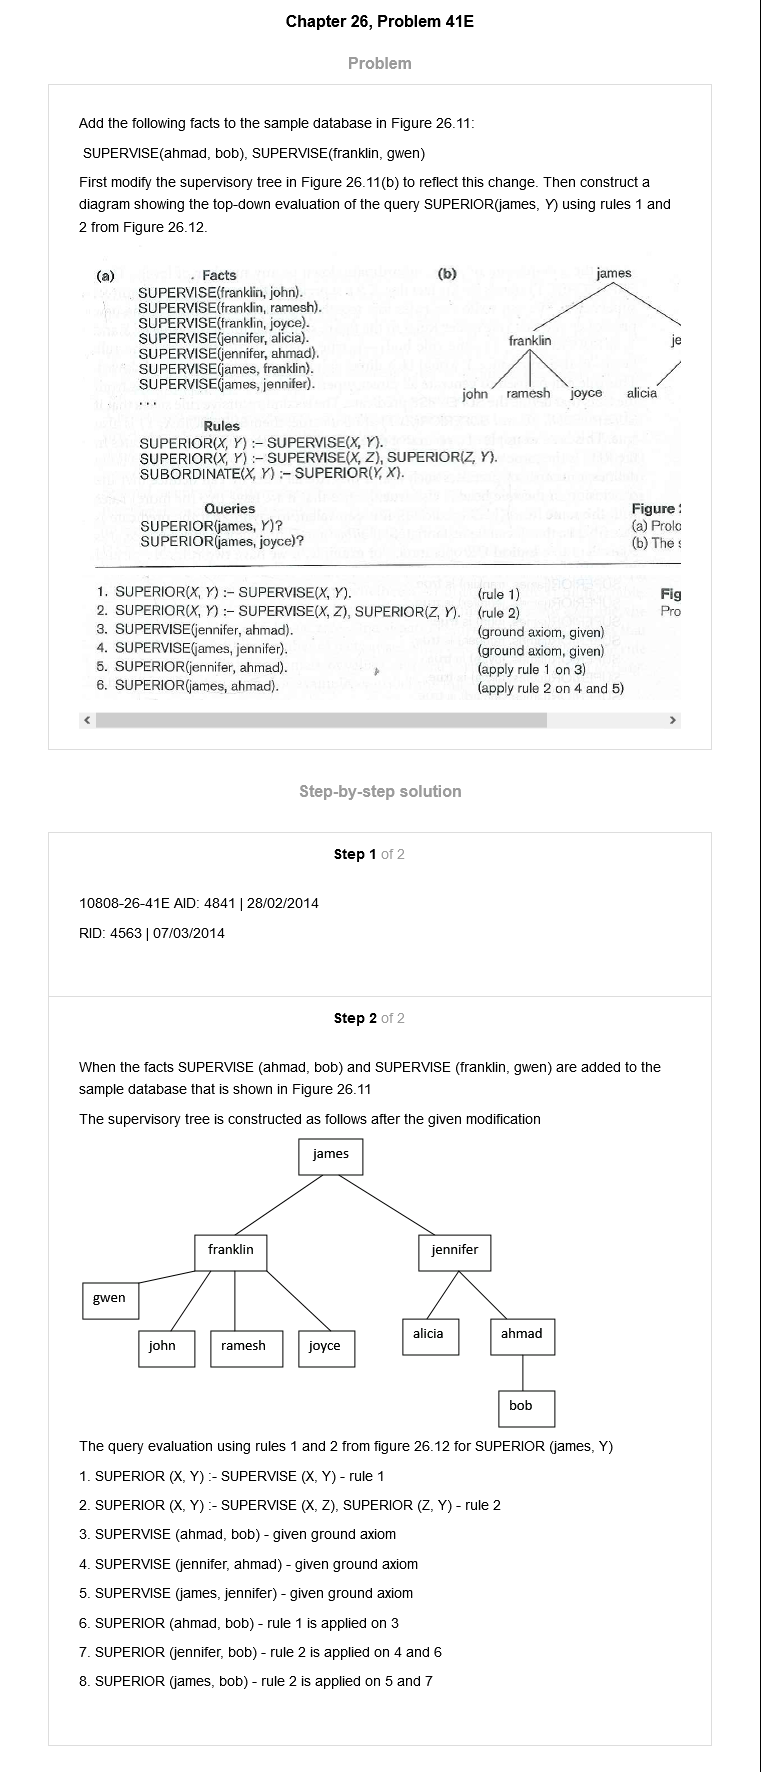 Chapter 26, Problem 41E
Problem
Add the following facts to the sample database in Figure 26.11:
SUPERVISE(ahmad, bob), SUPERVISE(franklin, gwen)
First modify the supervisory tree in Figure 26.11(b) to reflect this change. Then construct a
diagram showing the top-down evaluation of the query SUPERIOR(james, Y) using rules 1 and
2 from Figure 26.12.
(a) Facts
SUPERVISE(franklin, john).
SUPERVISE(franklin, ramesh).
SUPERVISE(franklin, joyce).
SUPERVISE(jennifer, alicia).
SUPERVISE(jennifer, ahmad).
SUPERVISE(james, franklin).
SUPERVISE(james, jennifer).
. . .
Rules
SUPERIOR(X, Y) :– SUPERVISE(X, Y).
SUPERIOR(X, Y) :– SUPERVISE(X, Z), SUPERIOR(Z, Y).
SUBORDINATE(X, Y) :– SUPERIOR(Y, X).
Queries
SUPERIOR(james, Y)?
SUPERIOR(james, joyce)?
(b) james
franklin je
john ramesh joyce alicia
Figure
(a) Prolo
(b) The s
1. SUPERIOR(X, Y) :– SUPERVISE(X, Y). (rule 1)
2. SUPERIOR(X, Y) :– SUPERVISE(X, Z), SUPERIOR(Z, Y). (rule 2)
3. SUPERVISE(jennifer, ahmad). (ground axiom, given)
4. SUPERVISE(james, jennifer). (ground axiom, given)
5. SUPERIOR(jennifer, ahmad). (apply rule 1 on 3)
6. SUPERIOR(james, ahmad). (apply rule 2 on 4 and 5)
Fig
Pro
Step-by-step solution
Step 1 of 2
10808-26-41E AID: 4841 | 28/02/2014
RID: 4563 | 07/03/2014
Step 2 of 2
When the facts SUPERVISE (ahmad, bob) and SUPERVISE (franklin, gwen) are added to the
sample database that is shown in Figure 26.11
The supervisory tree is constructed as follows after the given modification
james
franklin jennifer
gwen
john ramesh joyce alicia ahmad
bob
The query evaluation using rules 1 and 2 from figure 26.12 for SUPERIOR (james, Y)
1. SUPERIOR (X, Y) :- SUPERVISE (X, Y) - rule 1
2. SUPERIOR (X, Y) :- SUPERVISE (X, Z), SUPERIOR (Z, Y) - rule 2
3. SUPERVISE (ahmad, bob) - given ground axiom
4. SUPERVISE (jennifer, ahmad) - given ground axiom
5. SUPERVISE (james, jennifer) - given ground axiom
6. SUPERIOR (ahmad, bob) - rule 1 is applied on 3
7. SUPERIOR (jennifer, bob) - rule 2 is applied on 4 and 6
8. SUPERIOR (james, bob) - rule 2 is applied on 5 and 7